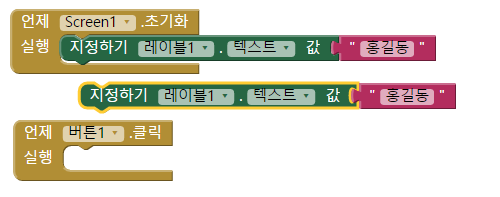 언제 Screen1 .초기화
실행 지정하기 레이블1 . 텍스트 값 " 홍길동 "
지정하기 레이블1 . 텍스트 값 " 홍길동 "
언제 버튼1 .클릭
실행